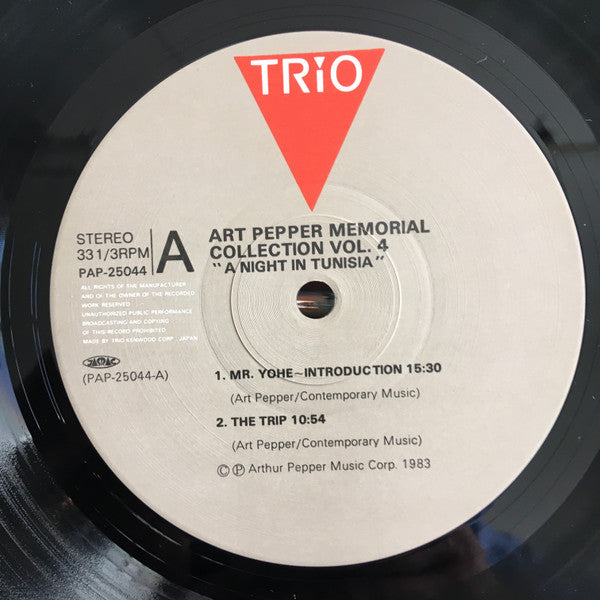 TRiO
STEREO
33 1/3RPM
PAP-25044
A
ART PEPPER MEMORIAL
COLLECTION VOL. 4
"A NIGHT IN TUNISIA"
ALL RIGHTS OF THE MANUFACTURER
AND OF THE OWNER OF THE RECORDED
WORK RESERVED
UNAUTHORIZED PUBLIC PERFORMANCE
BROADCASTING AND COPYING
OF THIS RECORD PROHIBITED
MADE BY TRIO-KENWOOD CORP. JAPAN
JASRAC
(PAP-25044-A)
1. MR. YOHE~INTRODUCTION 15:30
(Art Pepper/Contemporary Music)
2. THE TRIP 10:54
(Art Pepper/Contemporary Music)
© ℗ Arthur Pepper Music Corp. 1983